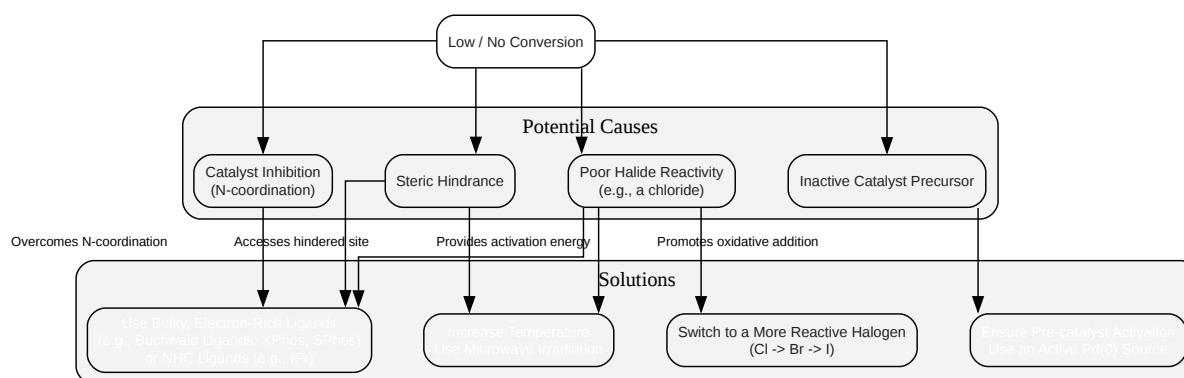 Low / No Conversion
Potential Causes
Catalyst Inhibition
(N-coordination)
Steric Hindrance
Poor Halide Reactivity
(e.g., a chloride)
Inactive Catalyst Precursor
Overcomes N-coordination
Accesses hindered site
Provides activation energy
Promotes oxidative addition
Solutions
Use Bulky, Electron-Rich Ligands
(e.g., Buchwald Ligands: XPhos, SPhos)
or NHC Ligands (e.g., IPr)
Increase Temperature
Use Microwave Irradiation
Switch to a More Reactive Halogen
(Cl -> Br -> I)
Ensure Pre-catalyst Activation
Use an Active Pd(0) Source